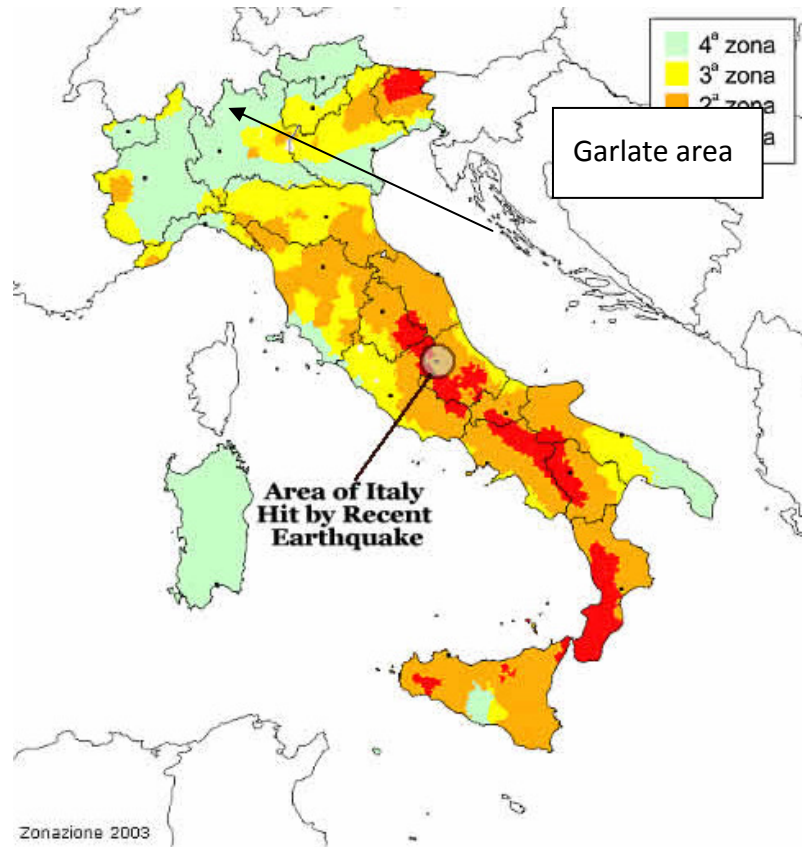 4ª zona
3ª zona
2ª zona
a
Garlate area
Area of Italy
Hit by Recent
Earthquake
Zonazione 2003